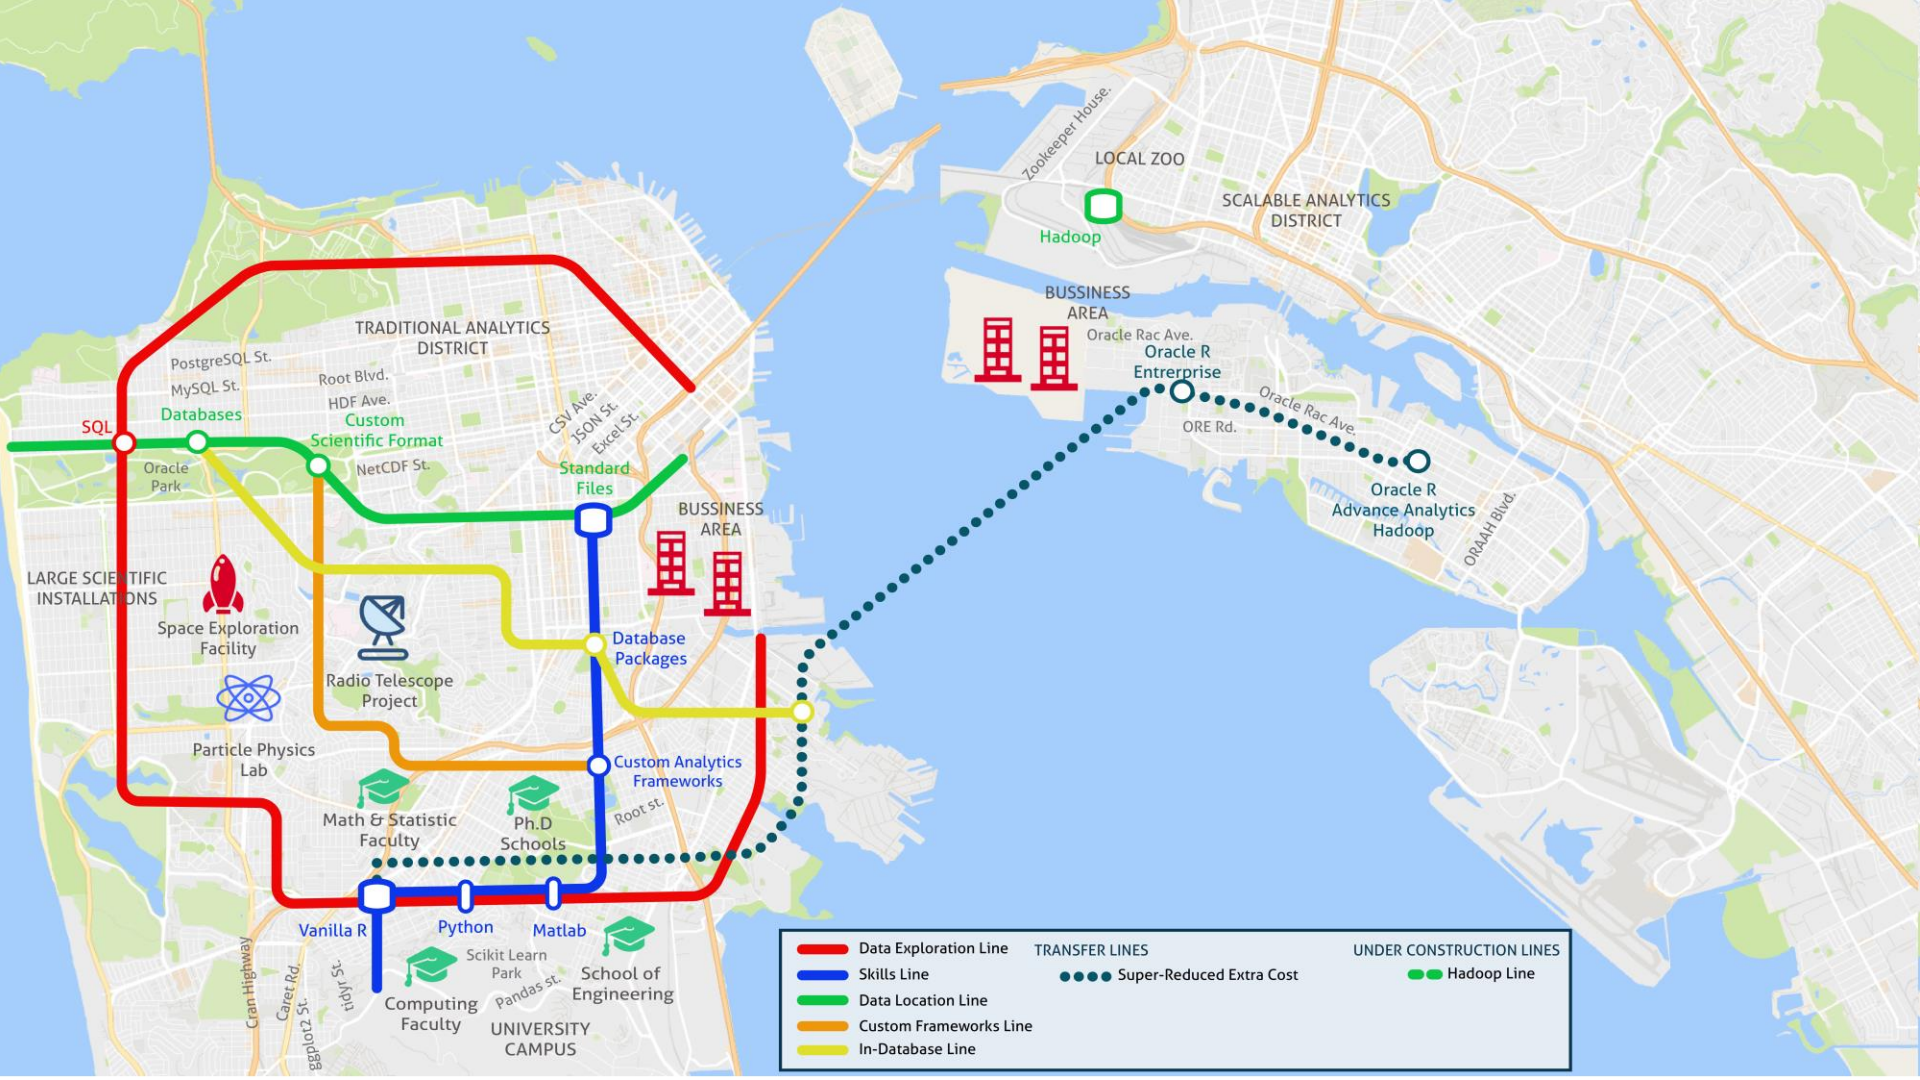 Zookeeper House.
LOCAL ZOO
SCALABLE ANALYTICS
DISTRICT
Hadoop
BUSSINESS
AREA
Oracle Rac Ave.
Oracle R
Entrerprise
ORE Rd.
Oracle Rac Ave.
Oracle R
Advance Analytics
Hadoop
ORAAH Blvd.
TRADITIONAL ANALYTICS
DISTRICT
PostgreSQL St.
MySQL St.
Root Blvd.
HDF Ave.
CSV Ave.
JSON St.
Excel St.
SQL
Databases
Custom
Scientific Format
Oracle
Park
NetCDF St.
Standard
Files
BUSSINESS
AREA
LARGE SCIENTIFIC
INSTALLATIONS
Space Exploration
Facility
Radio Telescope
Project
Database
Packages
Particle Physics
Lab
Custom Analytics
Frameworks
Root st.
Math & Statistic
Faculty
Ph.D
Schools
Vanilla R
Python
Matlab
Scikit Learn
Park
Pandas st.
School of
Engineering
Computing
Faculty
UNIVERSITY
CAMPUS
Cran Highway
Caret Rd.
ggplot2 St.
tidyr St.
Data Exploration Line
Skills Line
Data Location Line
Custom Frameworks Line
In-Database Line
TRANSFER LINES
Super-Reduced Extra Cost
UNDER CONSTRUCTION LINES
Hadoop Line